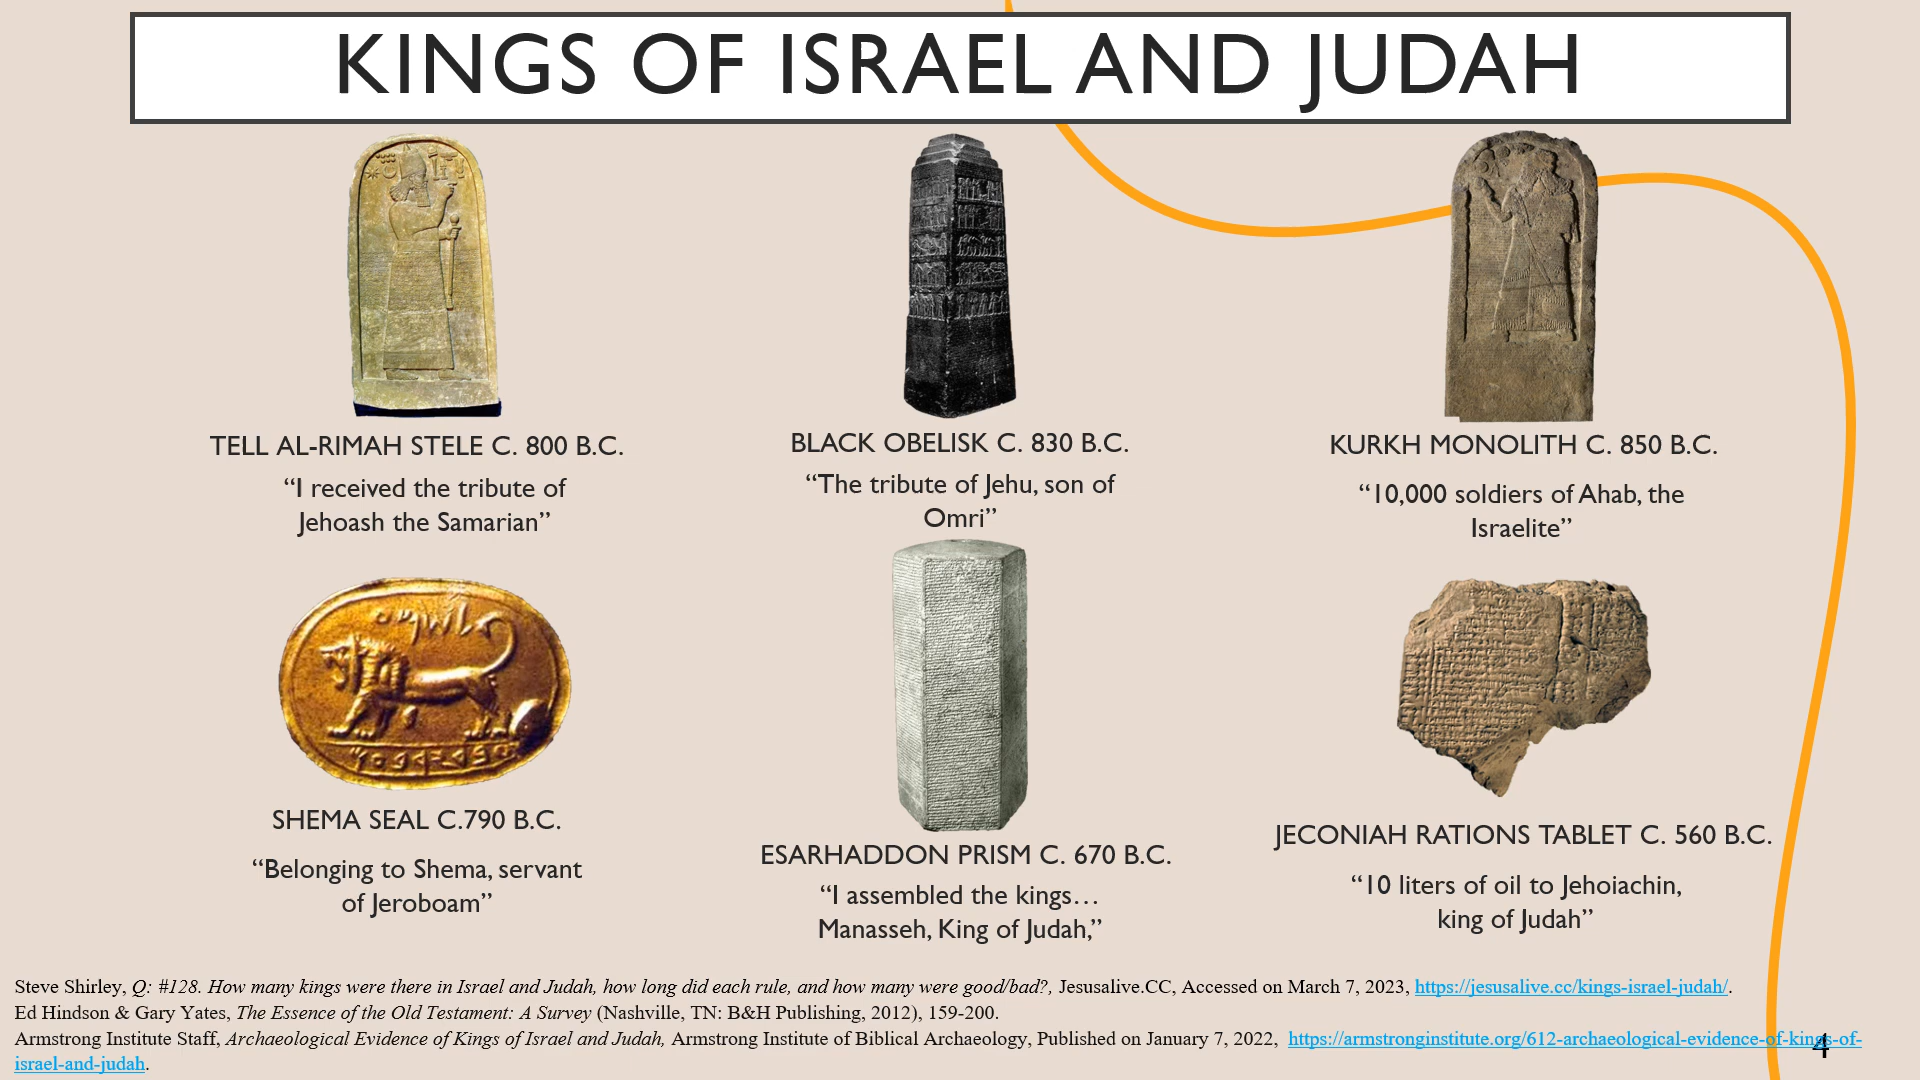 KINGS OF ISRAEL AND JUDAH
TELL AL-RIMAH STELE C. 800 B.C.
“I received the tribute of
Jehoash the Samarian”
BLACK OBELISK C. 830 B.C.
“The tribute of Jehu, son of
Omri”
KURKH MONOLITH C. 850 B.C.
“10,000 soldiers of Ahab, the
Israelite”
SHEMA SEAL C.790 B.C.
“Belonging to Shema, servant
of Jeroboam”
ESARHADDON PRISM C. 670 B.C.
“I assembled the kings…
Manasseh, King of Judah,”
JECONIAH RATIONS TABLET C. 560 B.C.
“10 liters of oil to Jehoiachin,
king of Judah”
Steve Shirley, Q: #128. How many kings were there in Israel and Judah, how long did each rule, and how many were good/bad?, Jesusalive.CC, Accessed on March 7, 2023, https://jesusalive.cc/kings-israel-judah/.
Ed Hindson & Gary Yates, The Essence of the Old Testament: A Survey (Nashville, TN: B&H Publishing, 2012), 159-200.
Armstrong Institute Staff, Archaeological Evidence of Kings of Israel and Judah, Armstrong Institute of Biblical Archaeology, Published on January 7, 2022, https://armstronginstitute.org/612-archaeological-evidence-of-kings-of-
israel-and-judah.
4